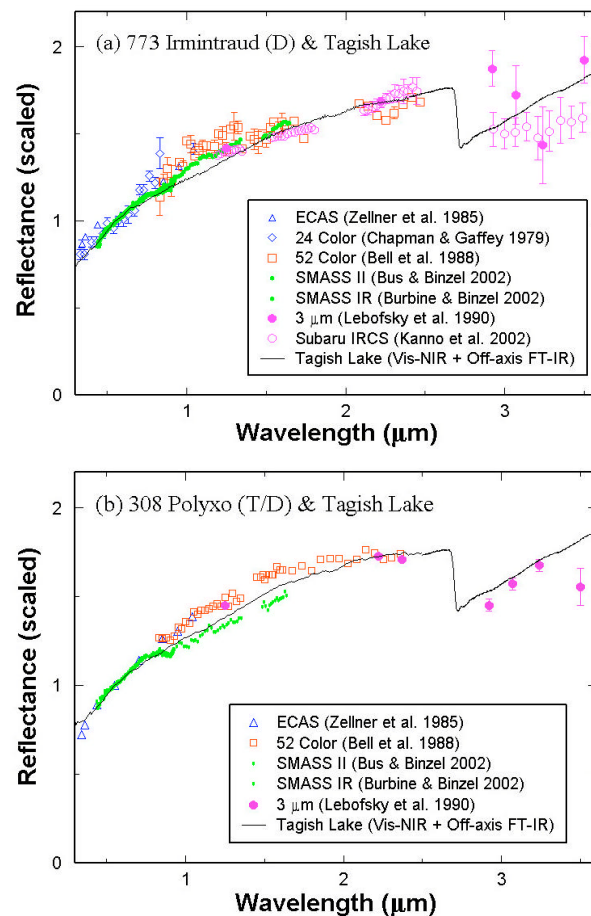 (a) 773 Irmintraud (D) & Tagish Lake
2
1
0
Reflectance (scaled)
ECAS (Zellner et al. 1985)
24 Color (Chapman & Gaffey 1979)
52 Color (Bell et al. 1988)
SMASS II (Bus & Binzel 2002)
SMASS IR (Burbine & Binzel 2002)
3 μm (Lebofsky et al. 1990)
Subaru IRCS (Kanno et al. 2002)
Tagish Lake (Vis-NIR + Off-axis FT-IR)
1 2 3
Wavelength (μm)
(b) 308 Polyxo (T/D) & Tagish Lake
2
1
0
Reflectance (scaled)
ECAS (Zellner et al. 1985)
52 Color (Bell et al. 1988)
SMASS II (Bus & Binzel 2002)
SMASS IR (Burbine & Binzel 2002)
3 μm (Lebofsky et al. 1990)
Tagish Lake (Vis-NIR + Off-axis FT-IR)
1 2 3
Wavelength (μm)